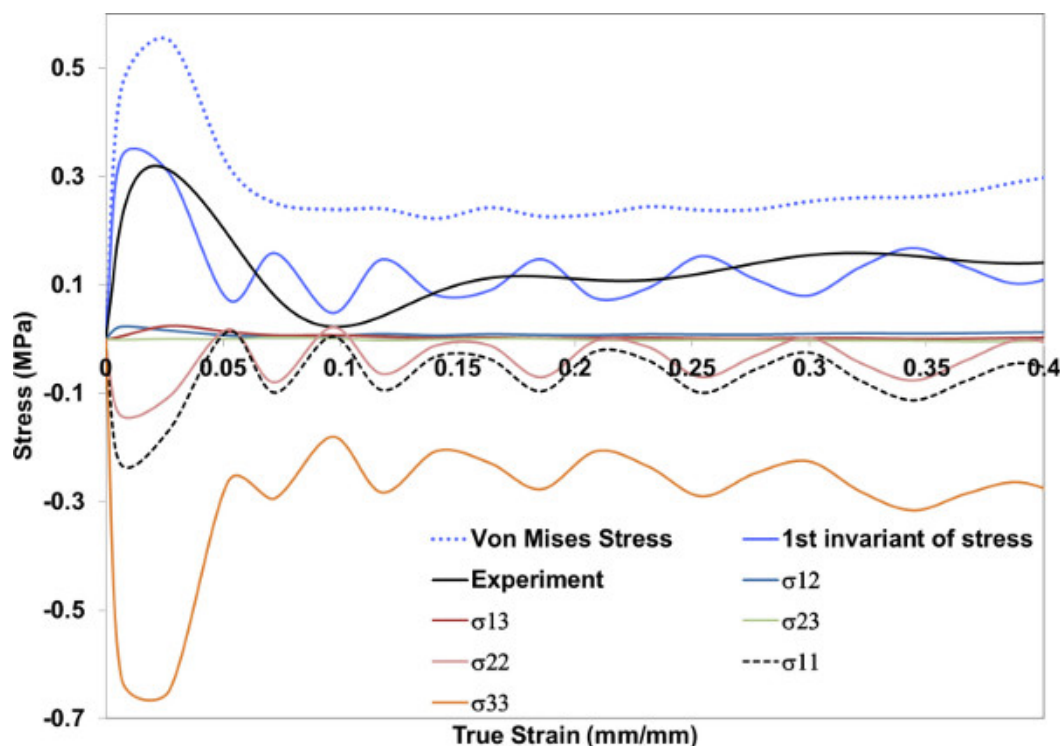 0.5
0.3
0.1
-0.1
-0.3
-0.5
-0.7
Stress (MPa)
0 0.05 0.1 0.15 0.2 0.25 0.3 0.35 0.4
True Strain (mm/mm)
Von Mises Stress 1st invariant of stress
Experiment σ12
σ13 σ23
σ22 σ11
σ33